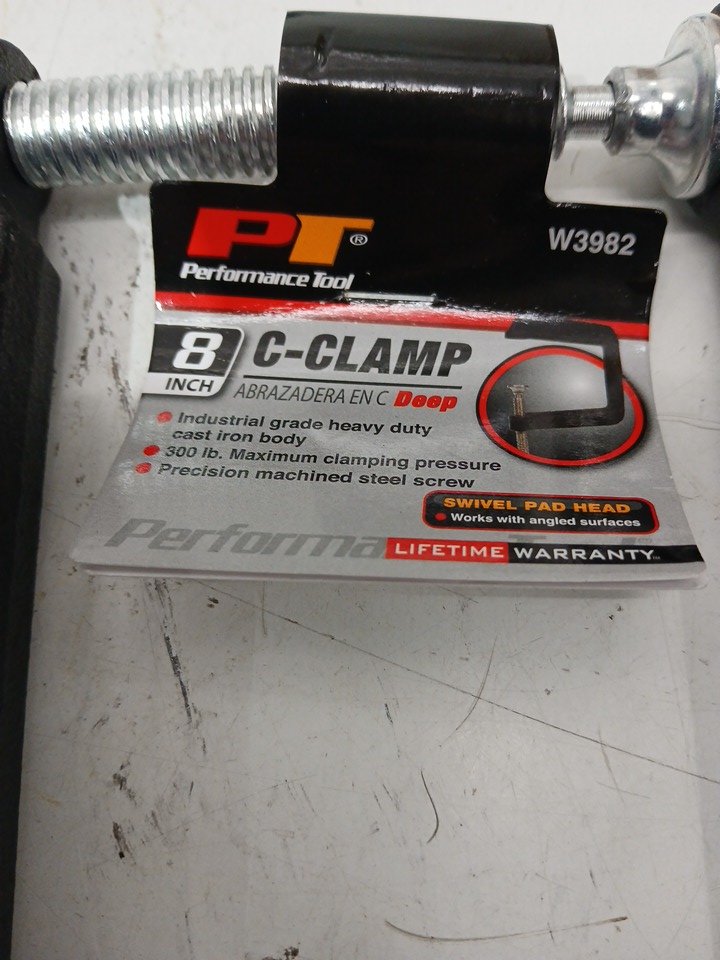 PT®
Performance Tool
W3982
8
INCH
C-CLAMP
ABRAZADERA EN C Deep
Industrial grade heavy duty
cast iron body
300 lb. Maximum clamping pressure
Precision machined steel screw
SWIVEL PAD HEAD
Works with angled surfaces
Performa
LIFETIME WARRANTY